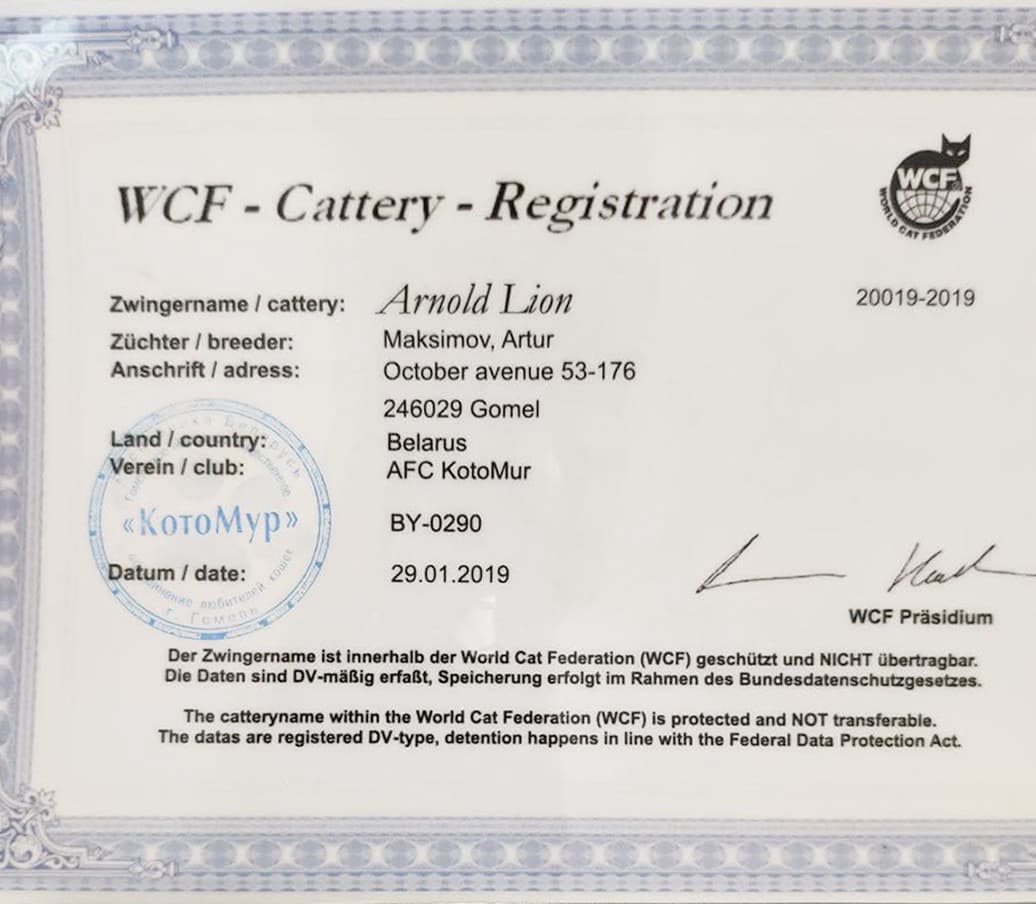 WCF - Cattery - Registration
WCF
WORLD CAT FEDERATION
Zwingername / cattery: Arnold Lion 20019-2019
Züchter / breeder: Maksimov, Artur
Anschrift / adress: October avenue 53-176
246029 Gomel
Land / country: Belarus
Verein / club: AFC KotoMur
«КотоМур»
BY-0290
Datum / date: 29.01.2019
любителей кошек
г. Гомель
WCF Präsidium
Der Zwingername ist innerhalb der World Cat Federation (WCF) geschützt und NICHT übertragbar.
Die Daten sind DV-mäßig erfaßt, Speicherung erfolgt im Rahmen des Bundesdatenschutzgesetzes.
The catteryname within the World Cat Federation (WCF) is protected and NOT transferable.
The datas are registered DV-type, detention happens in line with the Federal Data Protection Act.